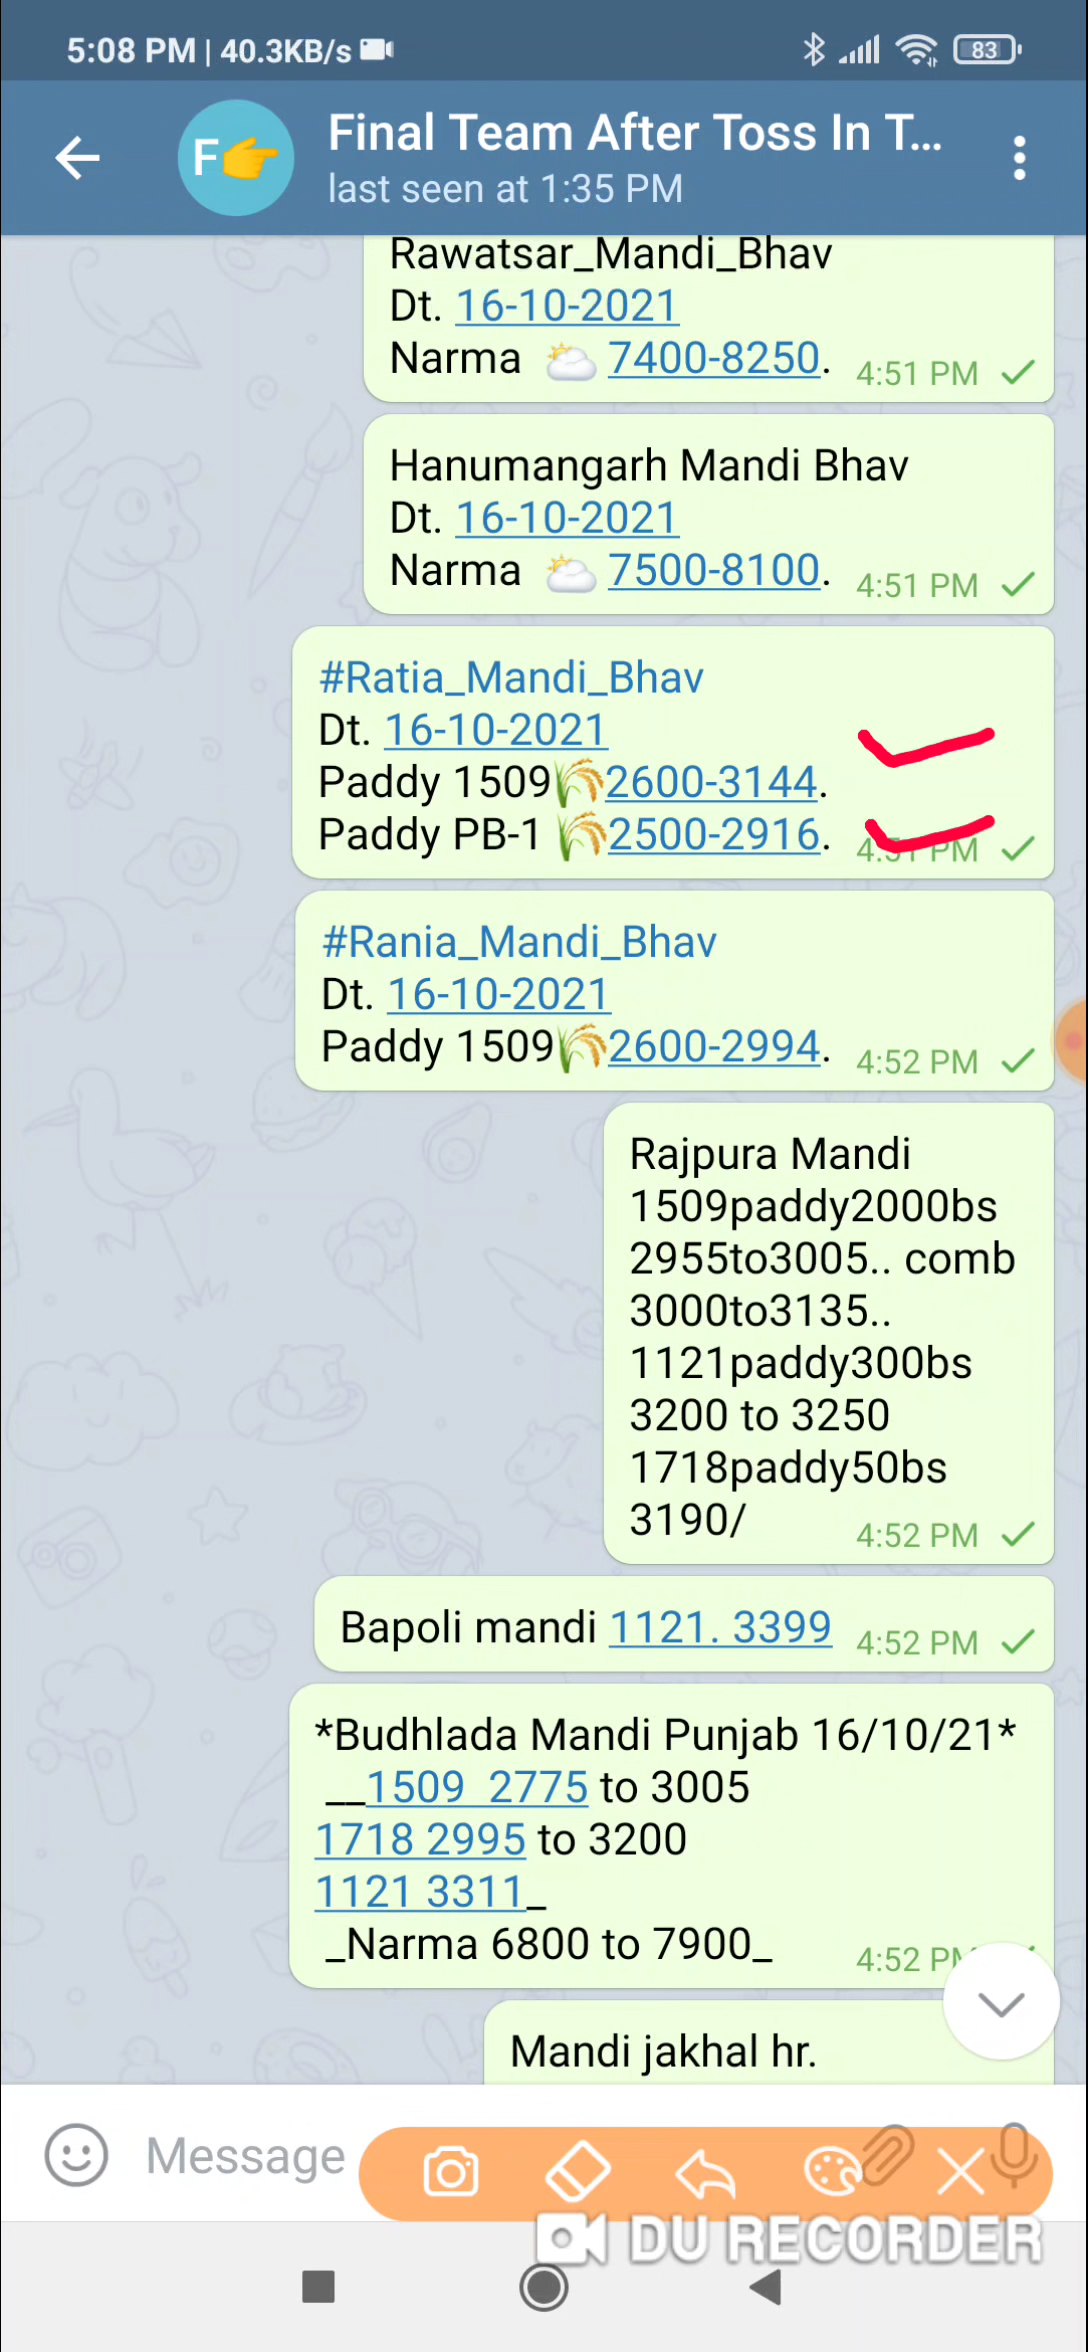 5:08 PM | 40.3KB/s
83
F
Final Team After Toss In T...
last seen at 1:35 PM
Rawatsar_Mandi_Bhav
Dt. 16-10-2021
Narma 7400-8250.
4:51 PM
Hanumangarh Mandi Bhav
Dt. 16-10-2021
Narma 7500-8100.
4:51 PM
#Ratia_Mandi_Bhav
Dt. 16-10-2021
Paddy 1509 2600-3144.
Paddy PB-1 2500-2916.
4:51 PM
#Rania_Mandi_Bhav
Dt. 16-10-2021
Paddy 1509 2600-2994.
4:52 PM
Rajpura Mandi
1509paddy2000bs
2955to3005.. comb
3000to3135..
1121paddy300bs
3200 to 3250
1718paddy50bs
3190/
4:52 PM
Bapoli mandi 1121. 3399
4:52 PM
*Budhlada Mandi Punjab 16/10/21*
__1509 2775 to 3005
1718 2995 to 3200
1121 3311_
_Narma 6800 to 7900_
4:52 PM
Mandi jakhal hr.
Message
DU RECORDER